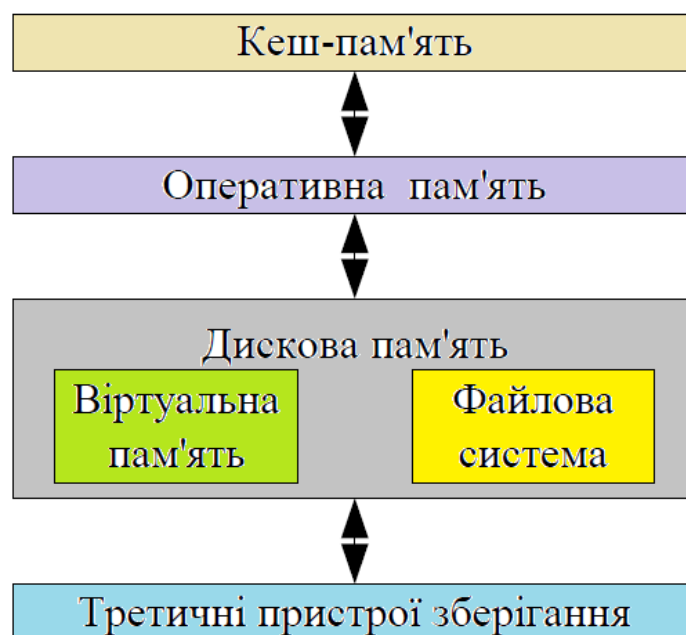 Кеш-пам'ять
Оперативна пам'ять
Дискова пам'ять
Віртуальна
пам'ять
Файлова
система
Третичні пристрої зберігання